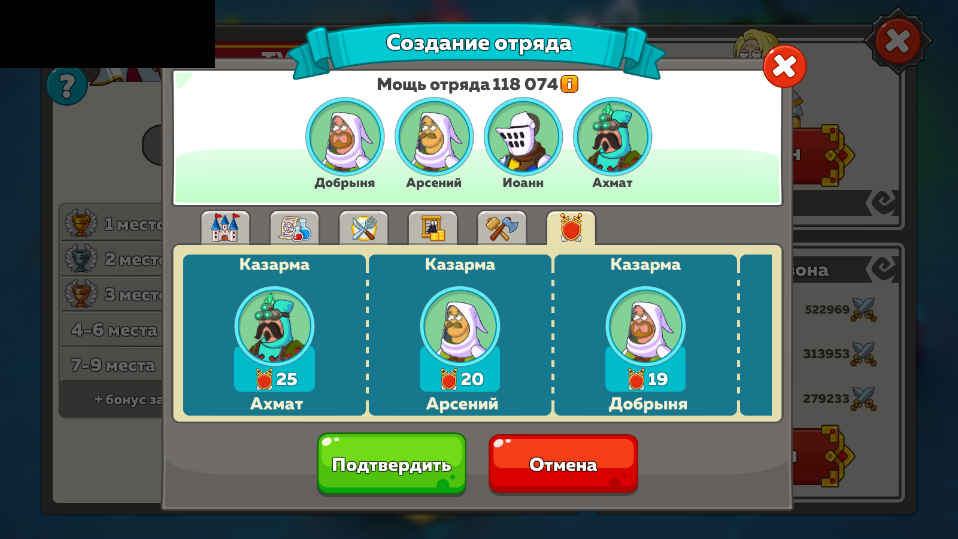 Создание отряда
Мощь отряда 118 074
Добрыня
Арсений
Иоанн
Ахмат
?
1 место
2 место
3 место
4-6 места
7-9 места
+ бонус за
Казарма
25
Ахмат
Казарма
20
Арсений
Казарма
19
Добрыня
522969
313953
279233
Подтвердить
Отмена